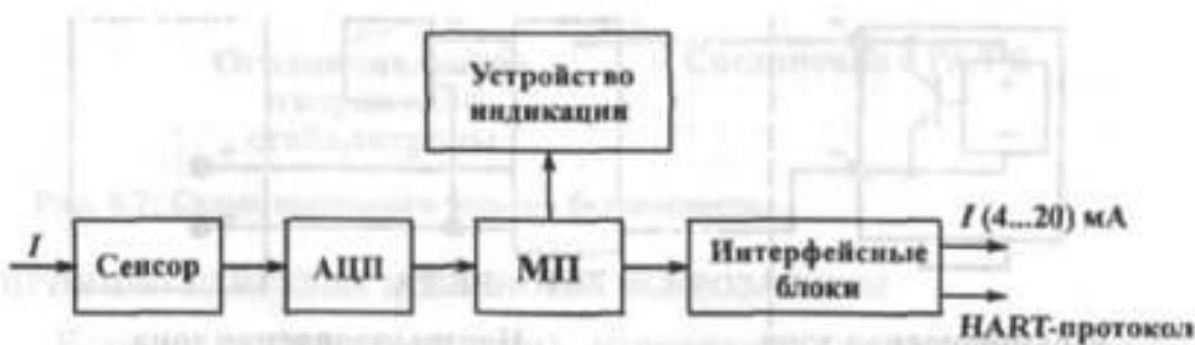 Устройство
индикации
I
Сенсор
АЦП
МП
Интерфейсные
блоки
I (4...20) мА
HART-протокол